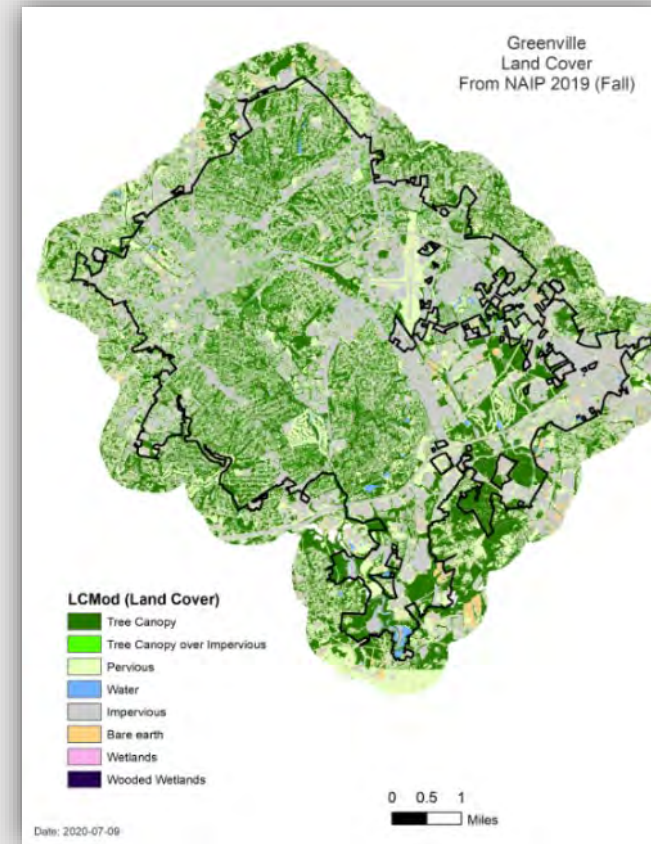 Greenville
Land Cover
From NAIP 2019 (Fall)
LCMod (Land Cover)
Tree Canopy
Tree Canopy over Impervious
Pervious
Water
Impervious
Bare earth
Wetlands
Wooded Wetlands
0 0.5 1
Miles
Date: 2020-07-09